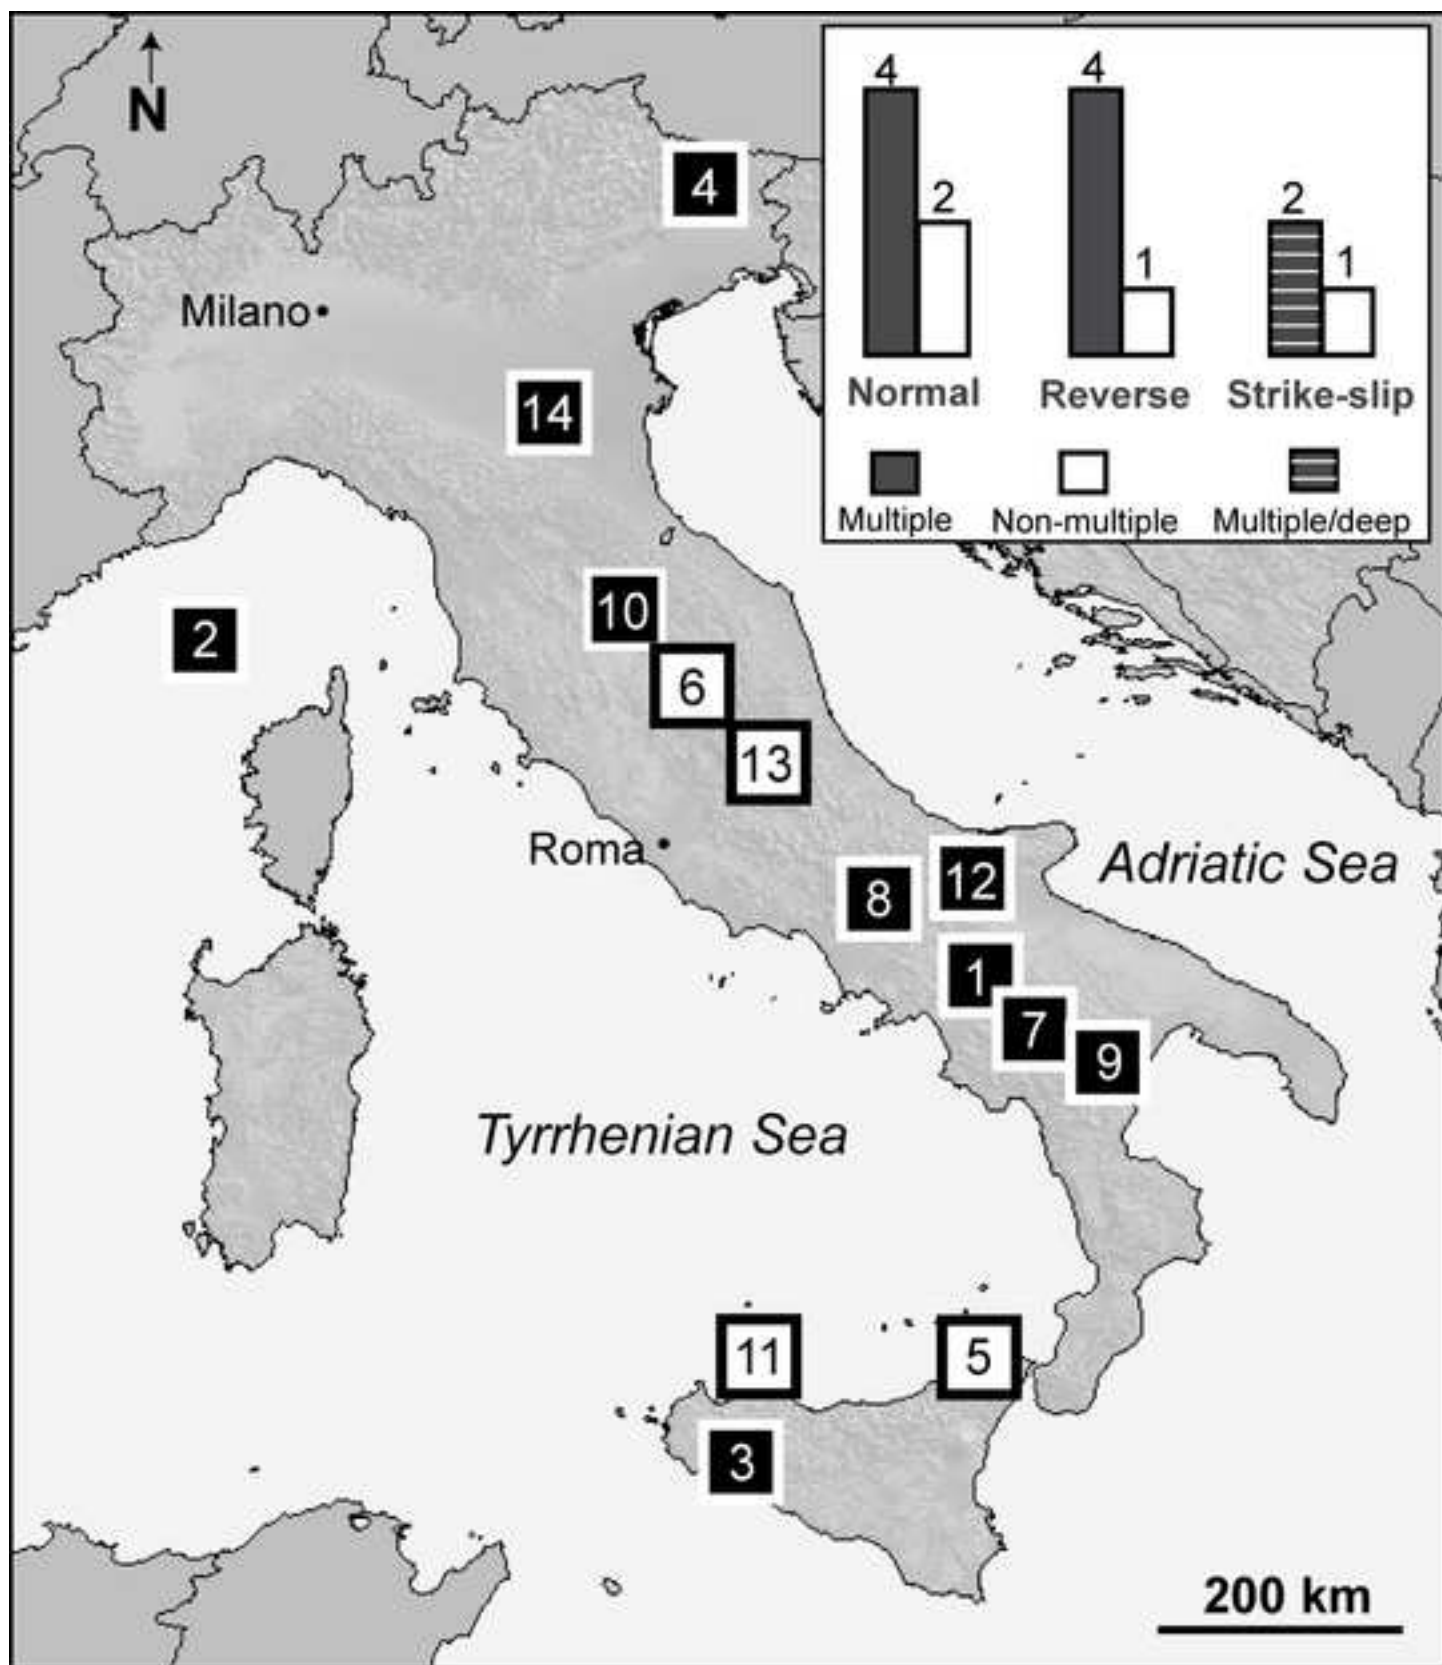 N
4
4
4
2
2
1
1
Milano
Normal
Reverse
Strike-slip
14
Multiple
Non-multiple
Multiple/deep
10
2
6
13
Roma
Adriatic Sea
12
8
1
7
9
Tyrrhenian Sea
11
5
3
200 km